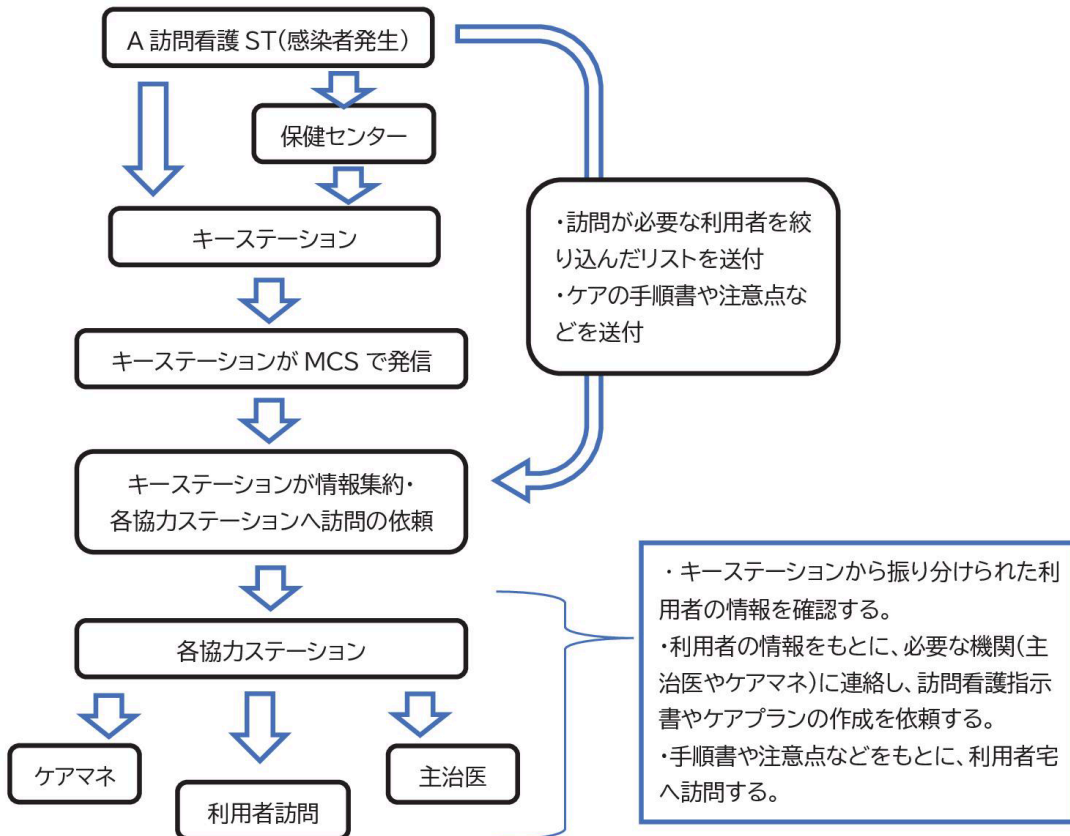 A 訪問看護 ST(感染者発生)
保健センター
キーステーション
・訪問が必要な利用者を絞
り込んだリストを送付
・ケアの手順書や注意点な
どを送付
キーステーションが MCS で発信
キーステーションが情報集約・
各協力ステーションへ訪問の依頼
各協力ステーション
・キーステーションから振り分けられた利
用者の情報を確認する。
・利用者の情報をもとに、必要な機関(主
治医やケアマネ)に連絡し、訪問看護指示
書やケアプランの作成を依頼する。
・手順書や注意点などをもとに、利用者宅
へ訪問する。
ケアマネ
利用者訪問
主治医